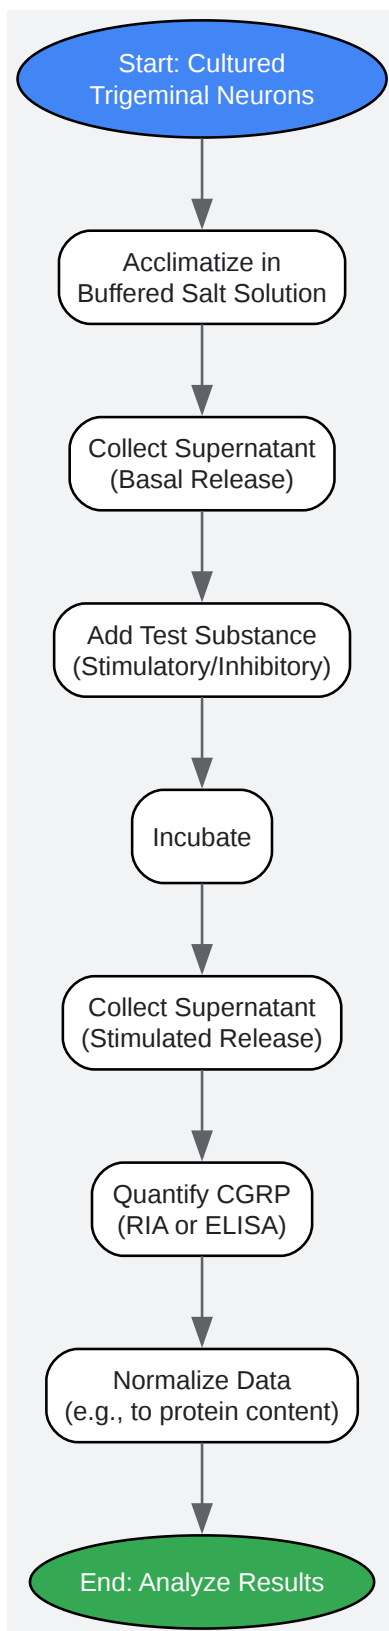 Start: Cultured
Trigeminal Neurons
Acclimatize in
Buffered Salt Solution
Collect Supernatant
(Basal Release)
Add Test Substance
(Stimulatory/Inhibitory)
Incubate
Collect Supernatant
(Stimulated Release)
Quantify CGRP
(RIA or ELISA)
Normalize Data
(e.g., to protein content)
End: Analyze Results